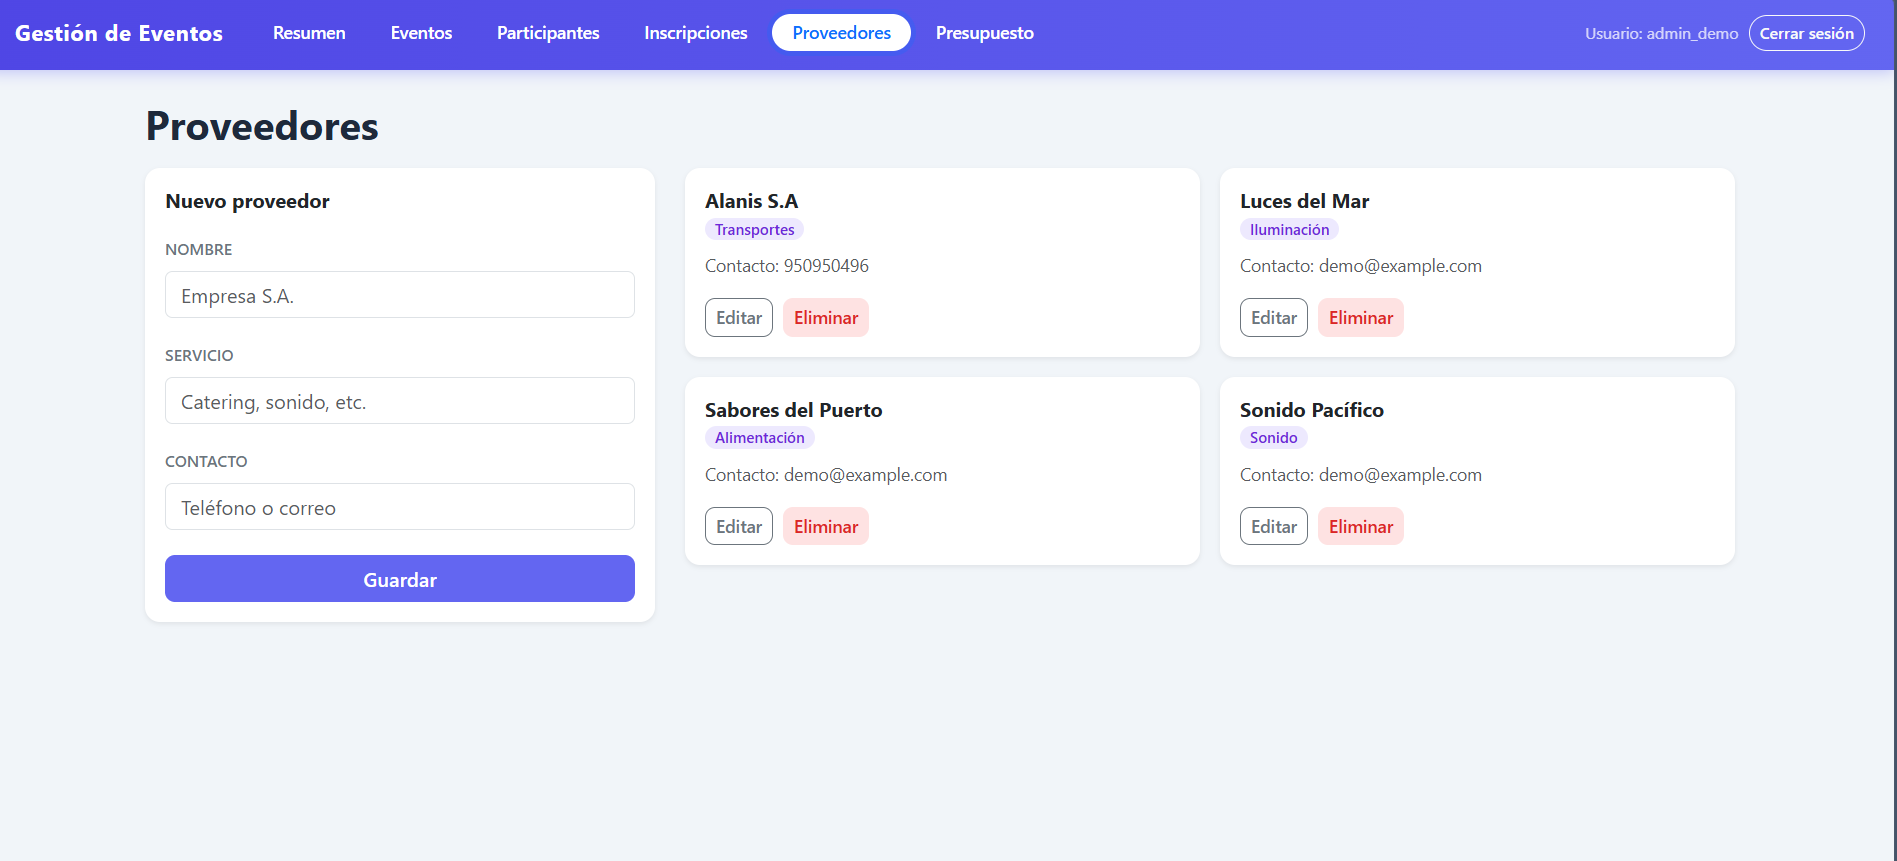 Gestión de Eventos Resumen Eventos Participantes Inscripciones Proveedores Presupuesto Usuario: admin_demo Cerrar sesión
Proveedores
Nuevo proveedor
NOMBRE
Empresa S.A.
SERVICIO
Catering, sonido, etc.
CONTACTO
Teléfono o correo
Guardar
Alanis S.A
Transportes
Contacto: 950950496
Editar Eliminar
Luces del Mar
Iluminación
Contacto: demo@example.com
Editar Eliminar
Sabores del Puerto
Alimentación
Contacto: demo@example.com
Editar Eliminar
Sonido Pacífico
Sonido
Contacto: demo@example.com
Editar Eliminar